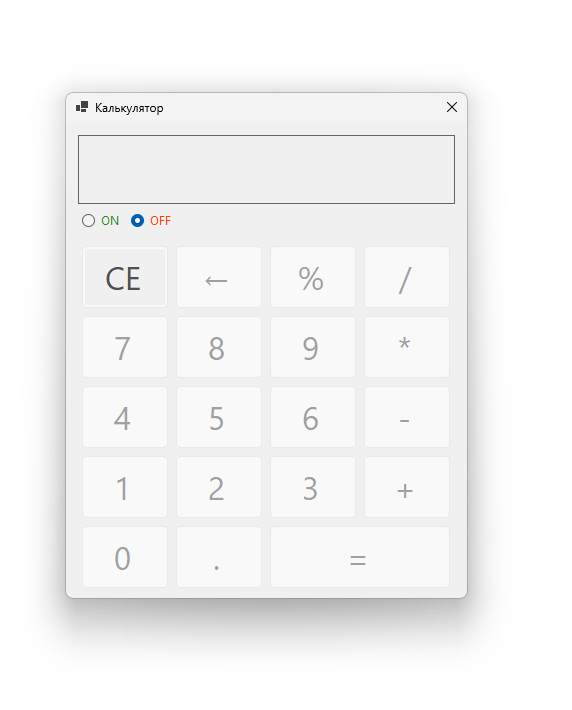 Калькулятор
ON OFF
CE ← % /
7 8 9 *
4 5 6 -
1 2 3 +
0 . =